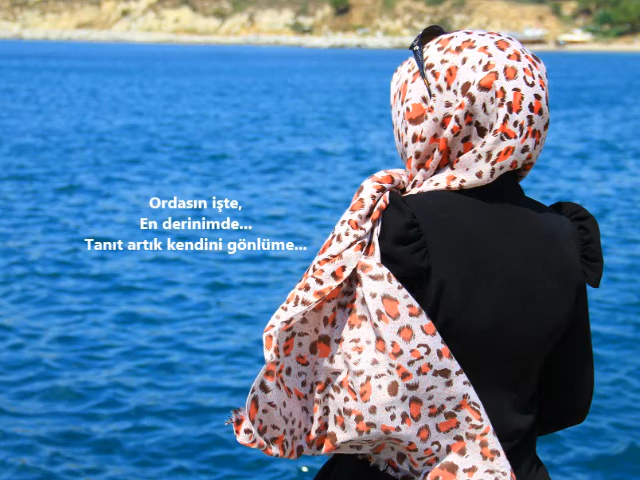 Ordasın işte,
En derinimde...
Tanıt artık kendini gönlüme...